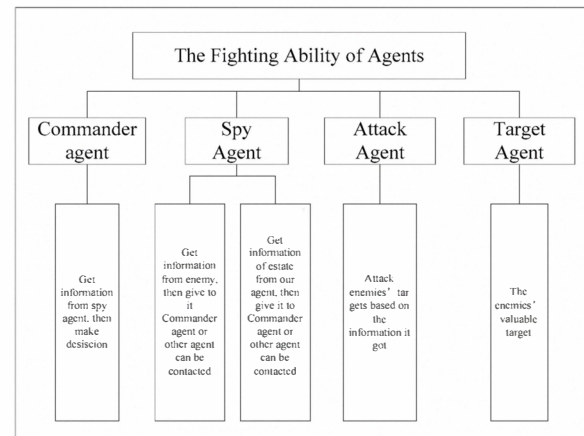 The Fighting Ability of Agents
Commander
agent
Spy
Agent
Attack
Agent
Target
Agent
Get
information
from spy
agent, then
make
desiscion
Get
information
from enemy,
then give to
it
Commander
agent or
other agent
can be
contacted
Get
information
of estate
from our
agent, then
give it to
Commander
agent or
other agent
can be
contacted
Attack
enemies' tar
gets based on
the
information it
got
The
enemies'
valuable
target